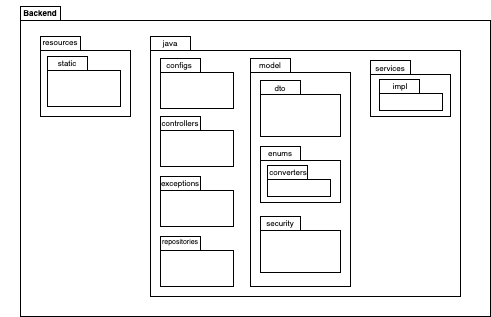 Backend
resources
static
java
configs
controllers
exceptions
repositories
model
dto
enums
converters
security
services
impl